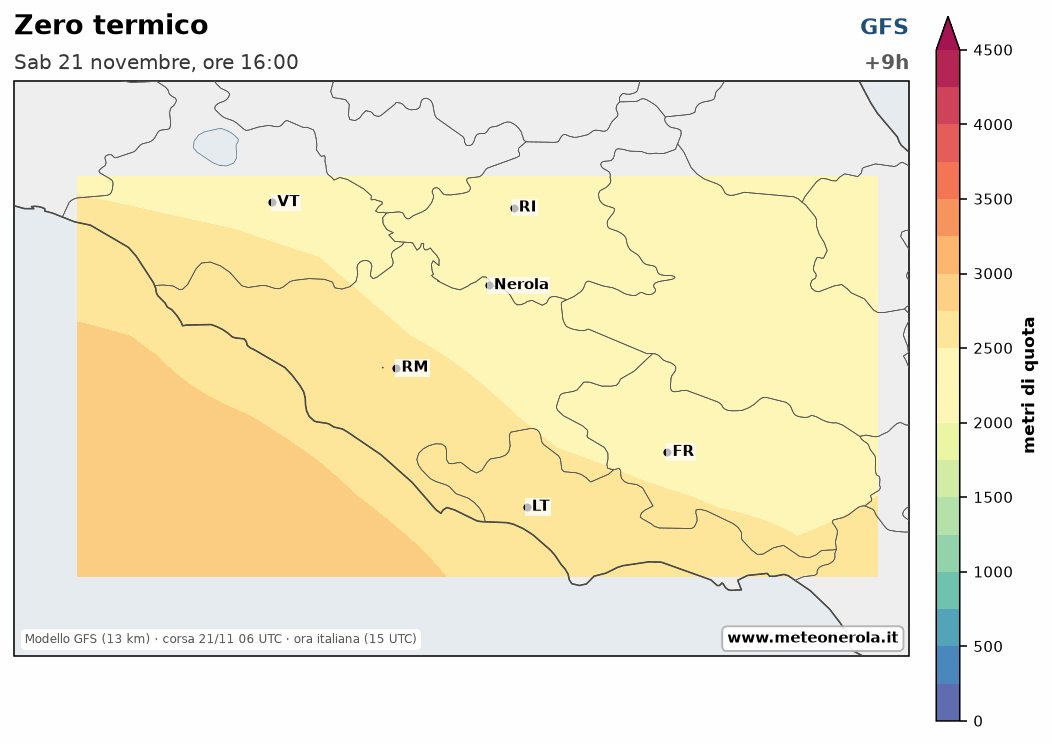 Zero termico
GFS
Sab 21 novembre, ore 16:00
+9h
VT
RI
Nerola
RM
FR
LT
4500
4000
3500
3000
2500
2000
1500
1000
500
0
metri di quota
Modello GFS (13 km) · corsa 21/11 06 UTC · ora italiana (15 UTC)
www.meteonerola.it